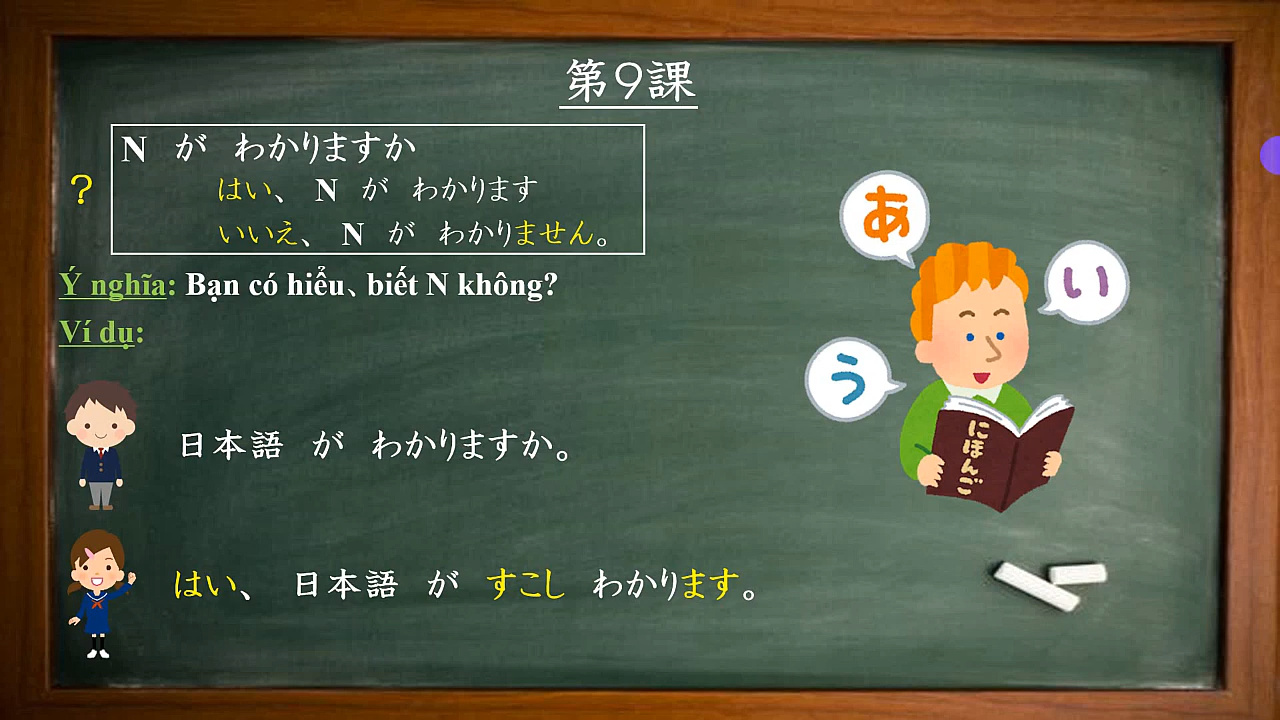 第9課
N が わかりますか
? はい、 N が わかります
いいえ、 N が わかりません。
Ý nghĩa: Bạn có hiểu、biết N không?
Ví dụ:
日本語 が わかりますか。
はい、 日本語 が すこし わかります。
あ
い
う
にほんご